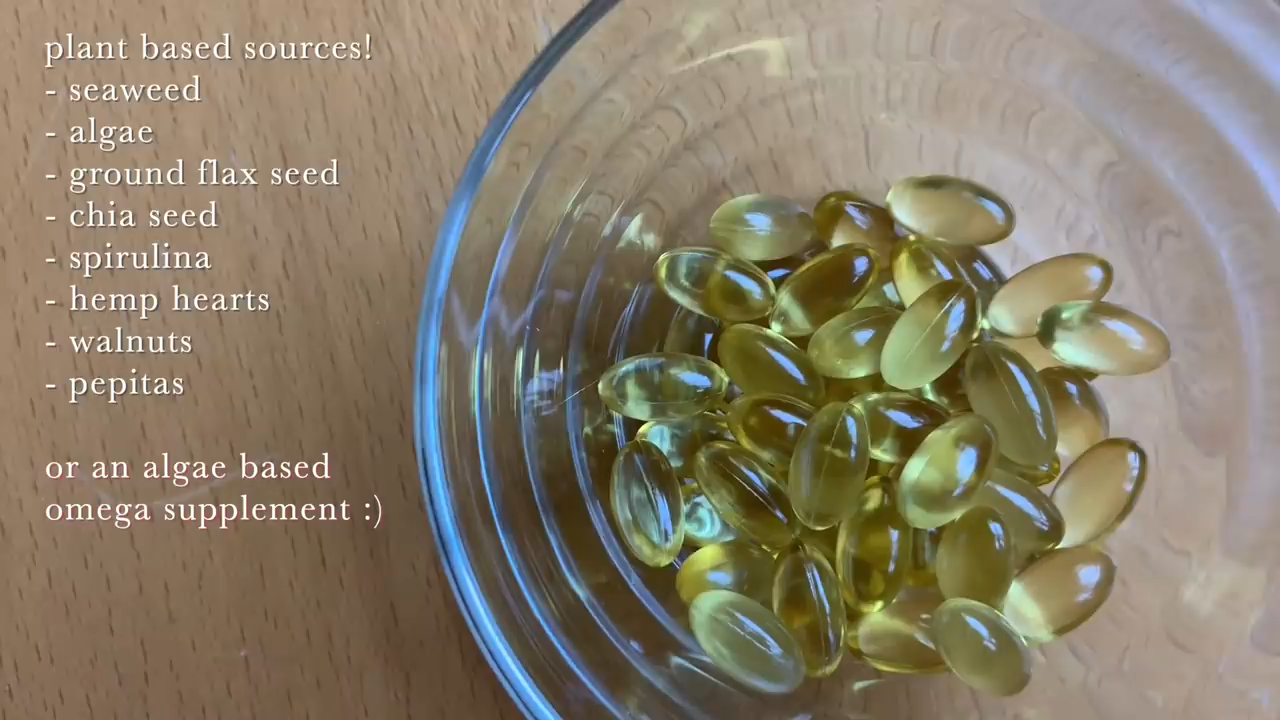 plant based sources!
- seaweed
- algae
- ground flax seed
- chia seed
- spirulina
- hemp hearts
- walnuts
- pepitas
or an algae based
omega supplement :)